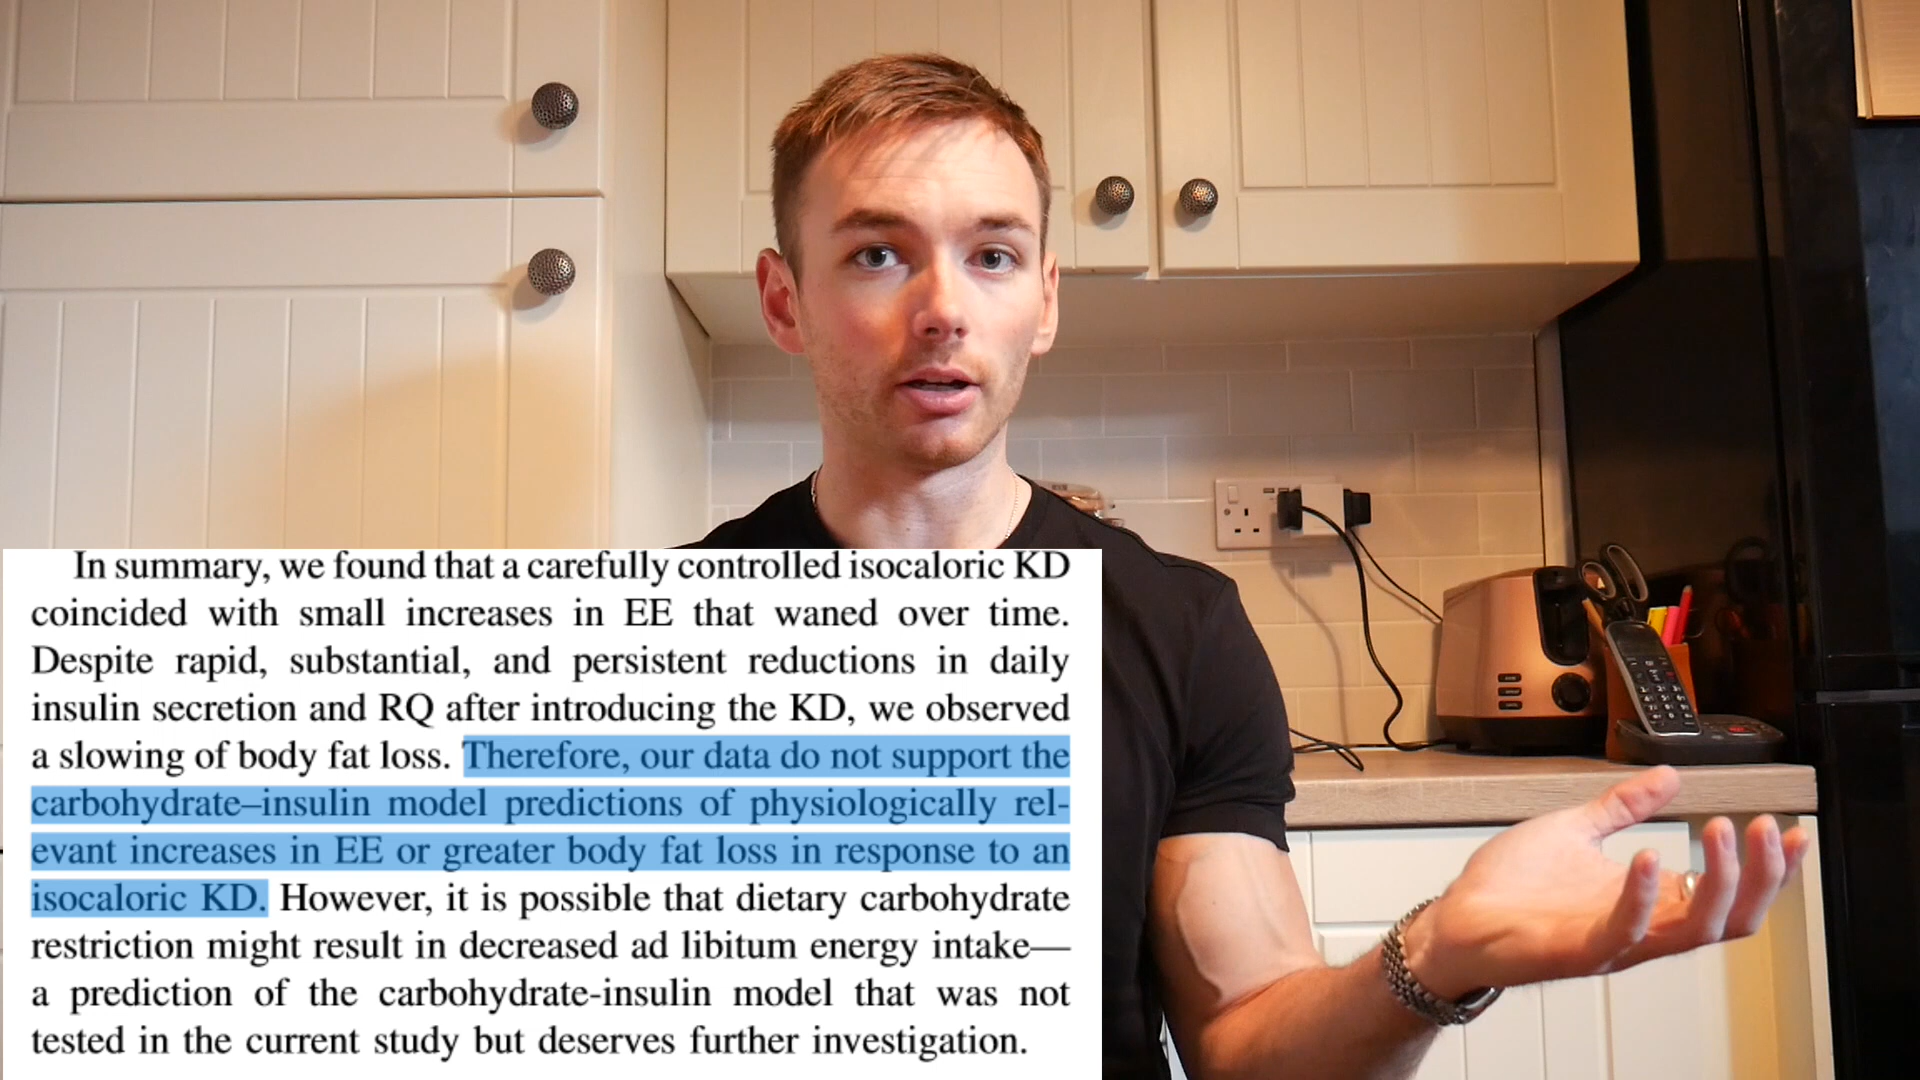 In summary, we found that a carefully controlled isocaloric KD
coincided with small increases in EE that waned over time.
Despite rapid, substantial, and persistent reductions in daily
insulin secretion and RQ after introducing the KD, we observed
a slowing of body fat loss. Therefore, our data do not support the
carbohydrate–insulin model predictions of physiologically rel-
evant increases in EE or greater body fat loss in response to an
isocaloric KD. However, it is possible that dietary carbohydrate
restriction might result in decreased ad libitum energy intake—
a prediction of the carbohydrate-insulin model that was not
tested in the current study but deserves further investigation.